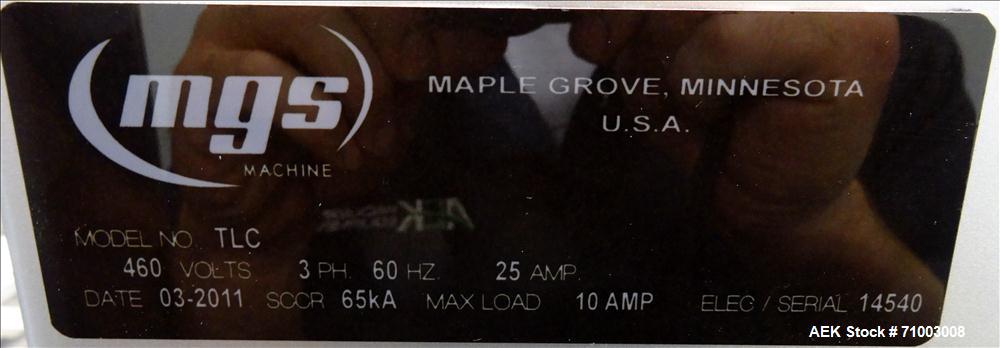 mgs
MACHINE
MAPLE GROVE, MINNESOTA
U.S.A.
MODEL NO. TLC
460 VOLTS 3 PH. 60 HZ. 25 AMP.
DATE 03-2011 SCCR 65kA MAX LOAD 10 AMP ELEC / SERIAL 14540
AEK Stock # 71003008